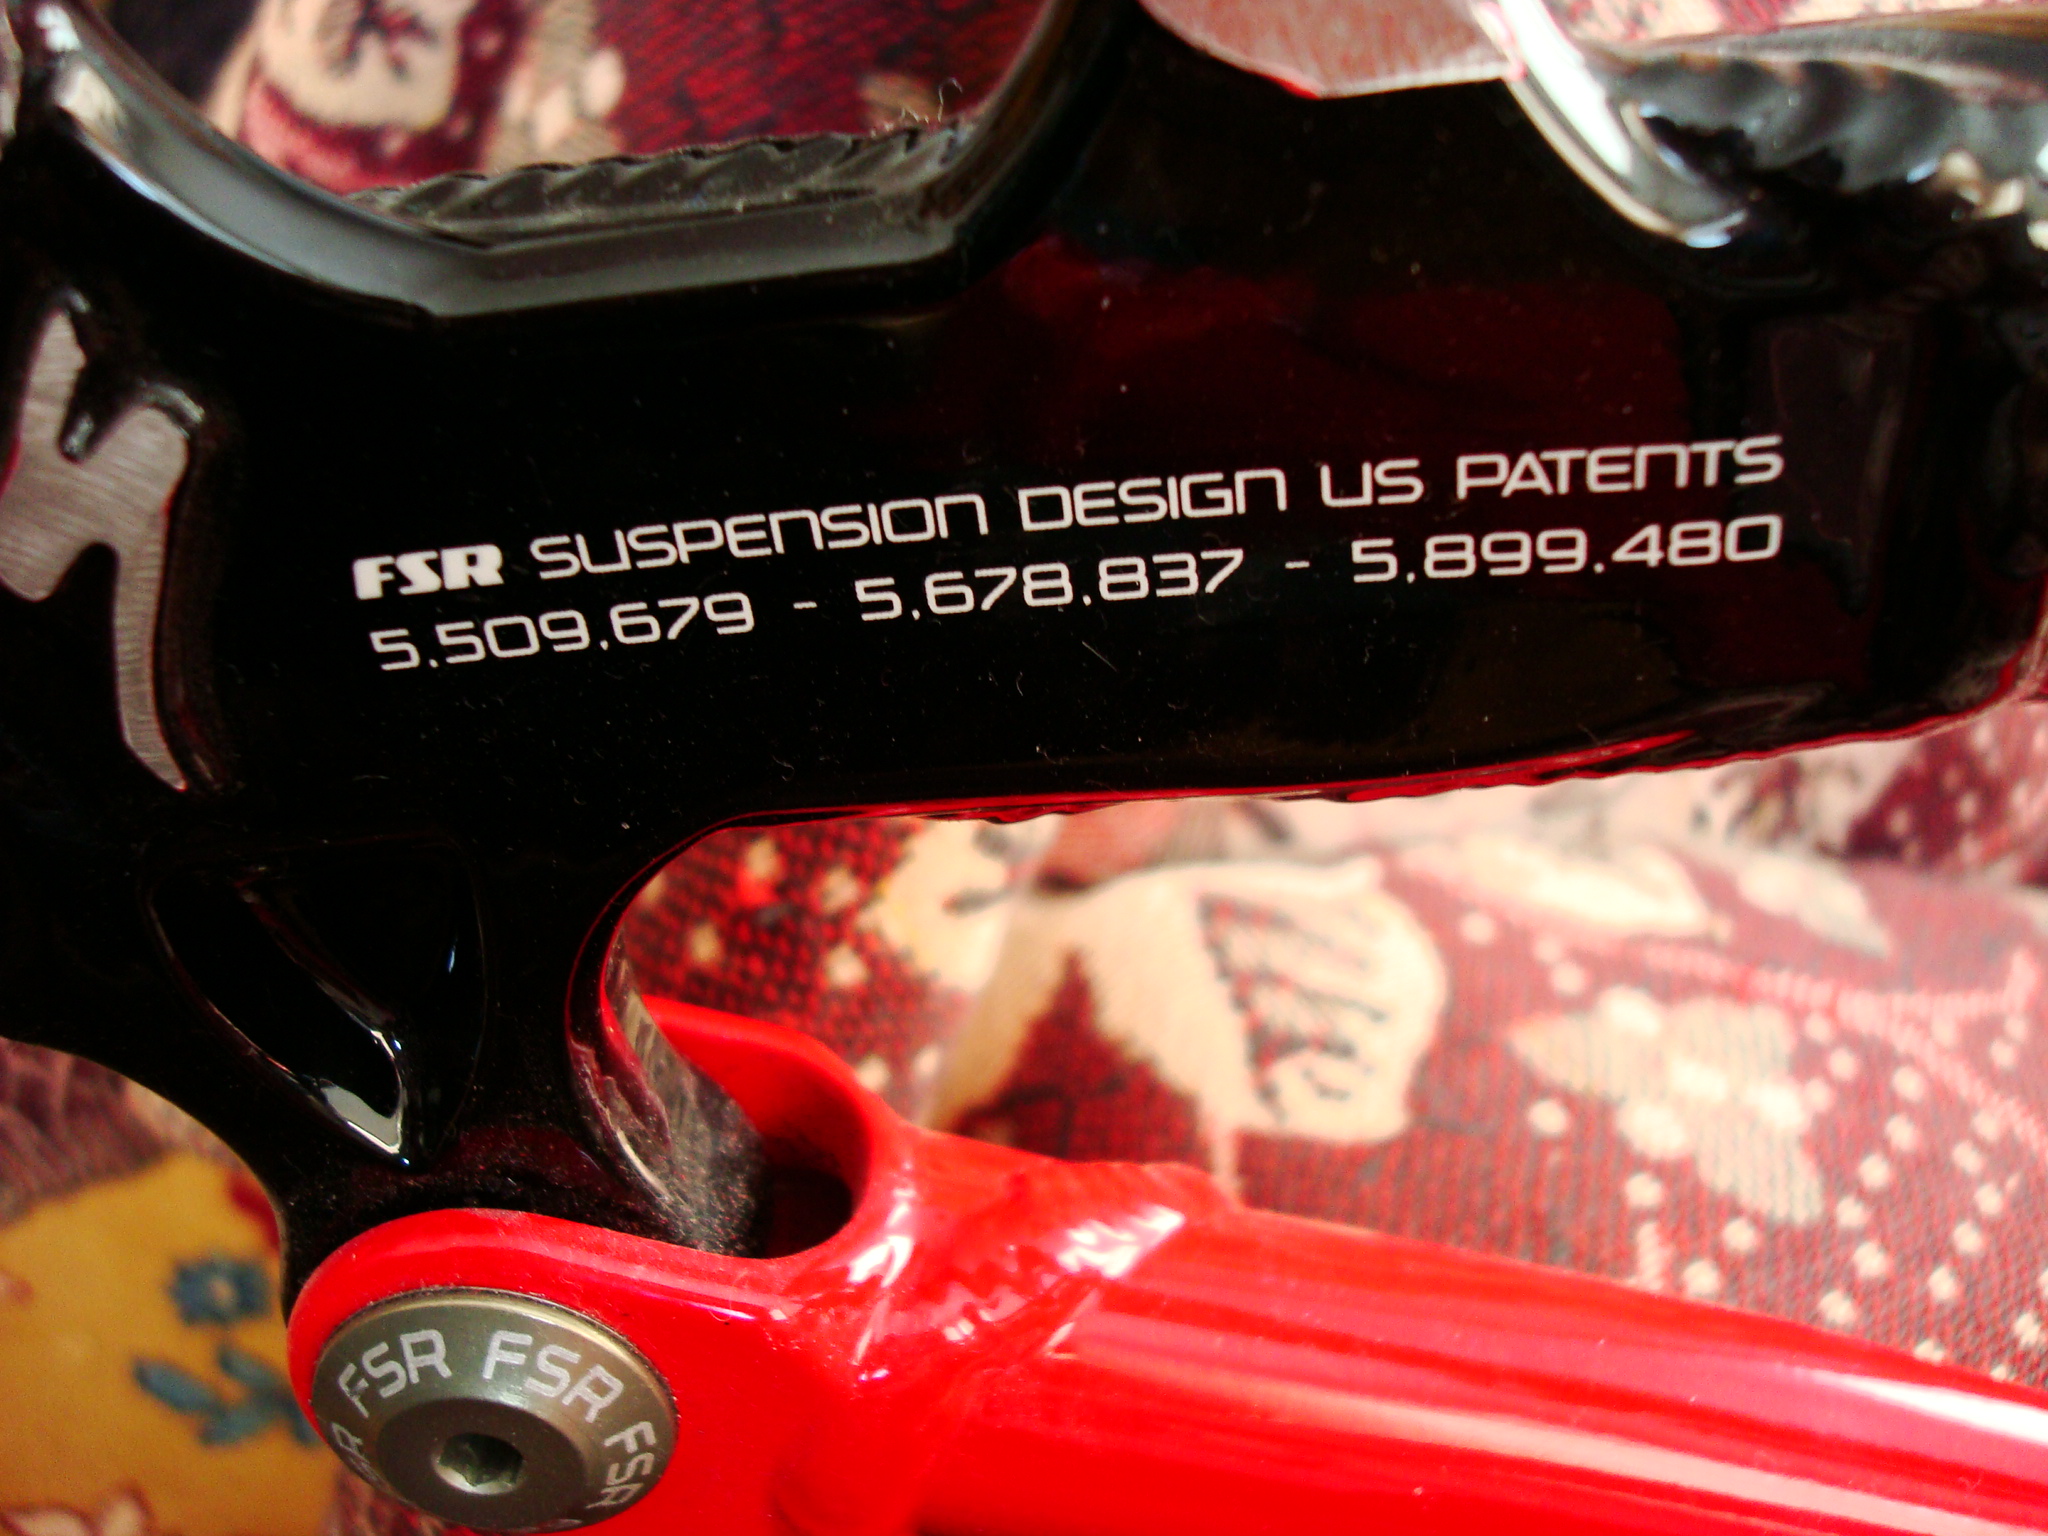 FSR SUSPENSION DESIGN US PATENTS
5.509.679 - 5.678.837 - 5.899.480
FSR FSR FSR